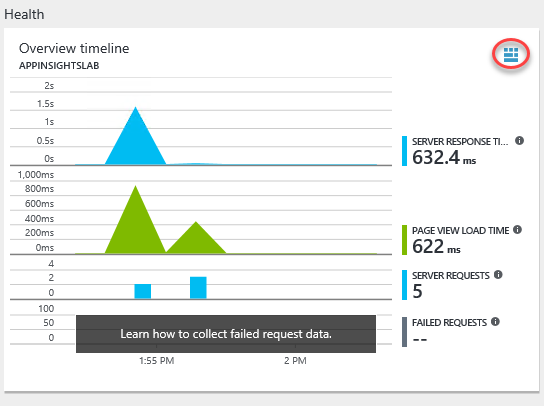 Health
Overview timeline
APPINSIGHTSLAB
2s
1.5s
1s
0.5s
0s
SERVER RESPONSE TI...
632.4 ms
1,000ms
800ms
600ms
400ms
200ms
0ms
PAGE VIEW LOAD TIME
622 ms
4
2
0
SERVER REQUESTS
5
100
50
0
Learn how to collect failed request data.
FAILED REQUESTS
--
1:55 PM 2 PM